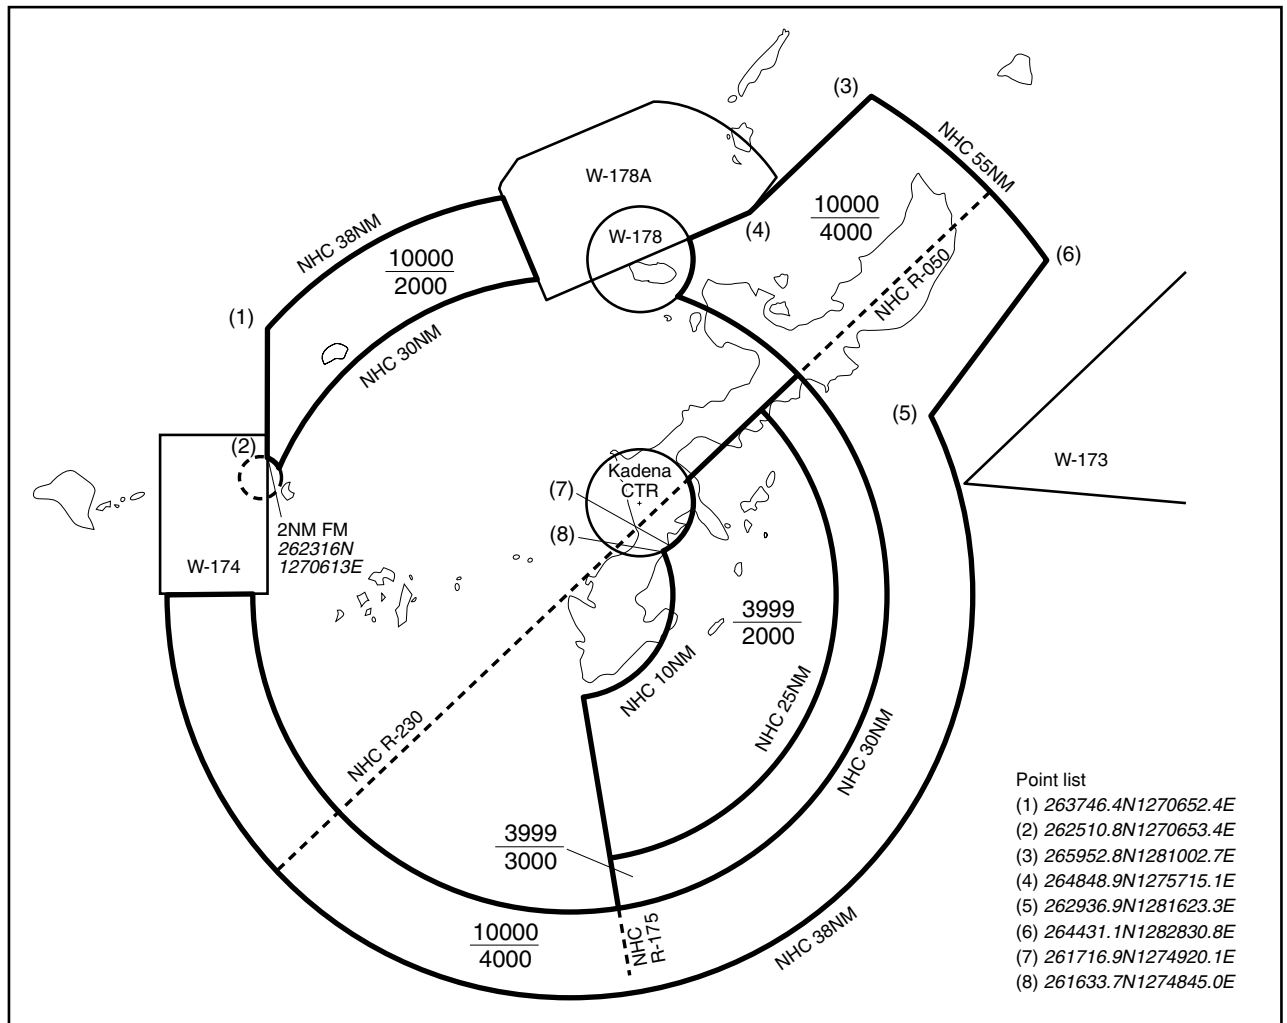 (3)
NHC 55NM
W-178A
10000
4000
(4)
W-178
NHC 38NM
10000
2000
(6)
NHC R-050
(1)
NHC 30NM
(5)
(2)
W-173
Kadena
CTR
(7)
(8)
2NM FM
262316N
1270613E
W-174
3999
2000
NHC 10NM
NHC 25NM
NHC R-230
NHC 30NM
3999
3000
10000
4000
NHC
R-175
NHC 38NM
Point list
(1) 263746.4N1270652.4E
(2) 262510.8N1270653.4E
(3) 265952.8N1281002.7E
(4) 264848.9N1275715.1E
(5) 262936.9N1281623.3E
(6) 264431.1N1282830.8E
(7) 261716.9N1274920.1E
(8) 261633.7N1274845.0E